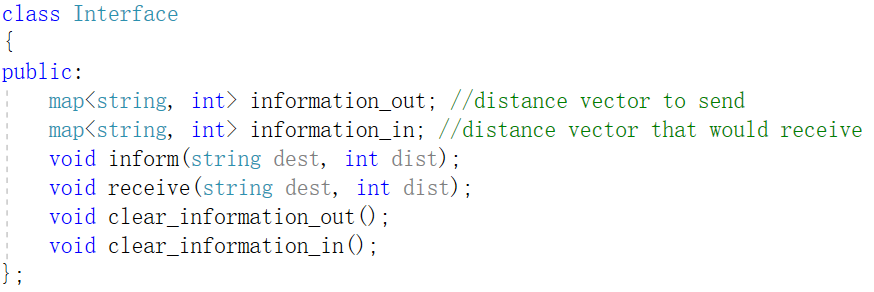 class Interface
{
public:
    map<string, int> information_out; //distance vector to send
    map<string, int> information_in; //distance vector that would receive
    void inform(string dest, int dist);
    void receive(string dest, int dist);
    void clear_information_out();
    void clear_information_in();
};